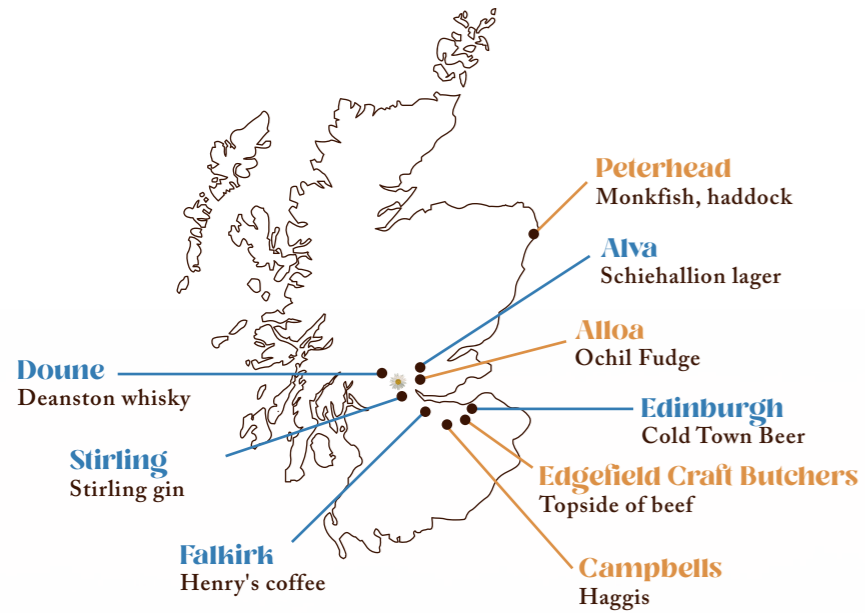 Peterhead
Monkfish, haddock
Alva
Schiehallion lager
Alloa
Ochil Fudge
Doune
Deanston whisky
Edinburgh
Cold Town Beer
Stirling
Stirling gin
Edgefield Craft Butchers
Topside of beef
Falkirk
Henry's coffee
Campbells
Haggis